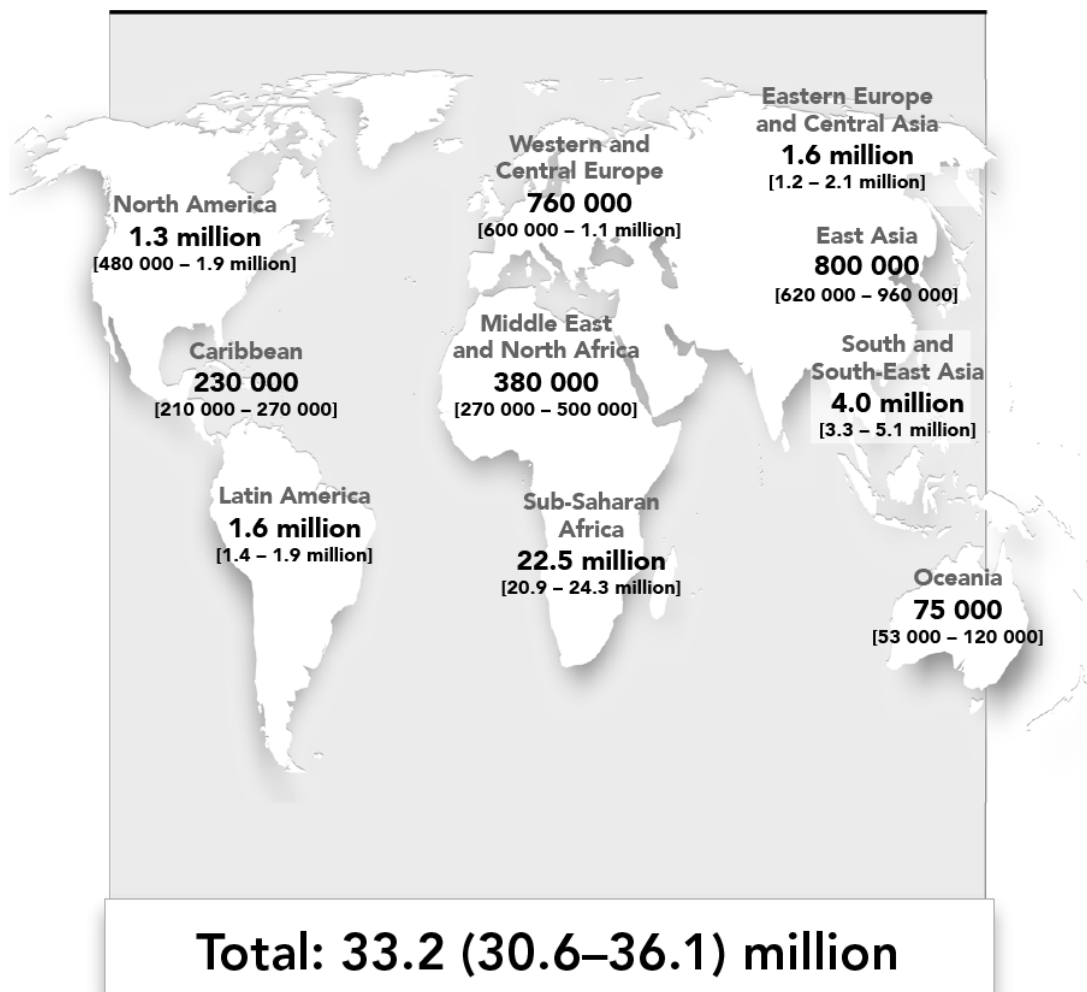 Eastern Europe
and Central Asia
1.6 million
[1.2 – 2.1 million]
Western and
Central Europe
760 000
[600 000 – 1.1 million]
North America
1.3 million
[480 000 – 1.9 million]
East Asia
800 000
[620 000 – 960 000]
Middle East
and North Africa
380 000
[270 000 – 500 000]
South and
South-East Asia
4.0 million
[3.3 – 5.1 million]
Caribbean
230 000
[210 000 – 270 000]
Latin America
1.6 million
[1.4 – 1.9 million]
Sub-Saharan
Africa
22.5 million
[20.9 – 24.3 million]
Oceania
75 000
[53 000 – 120 000]
Total: 33.2 (30.6–36.1) million